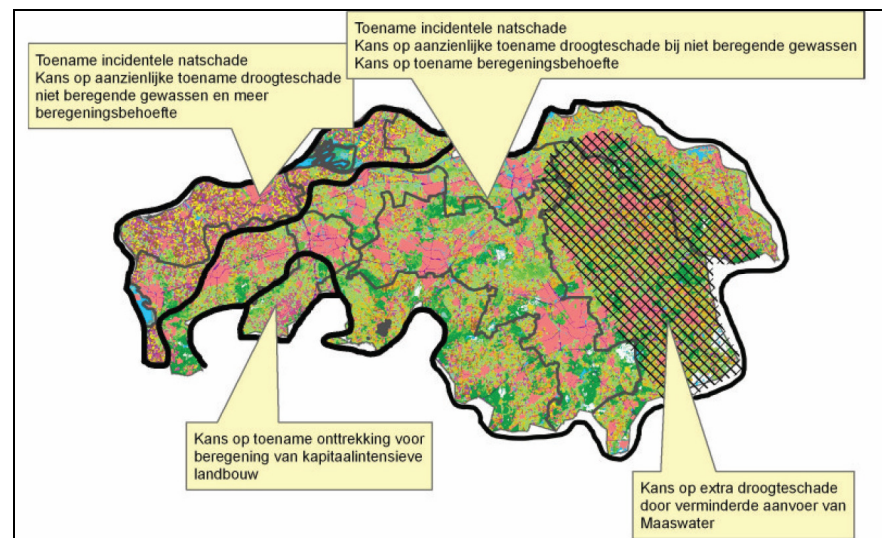 Toename incidentele natschade
Kans op aanzienlijke toename droogteschade
niet beregende gewassen en meer
beregeningsbehoefte
Toename incidentele natschade
Kans op aanzienlijke toename droogteschade bij niet beregende gewassen
Kans op toename beregeningsbehoefte
Kans op toename onttrekking voor
beregening van kapitaalintensieve
landbouw
Kans op extra droogteschade
door verminderde aanvoer van
Maaswater